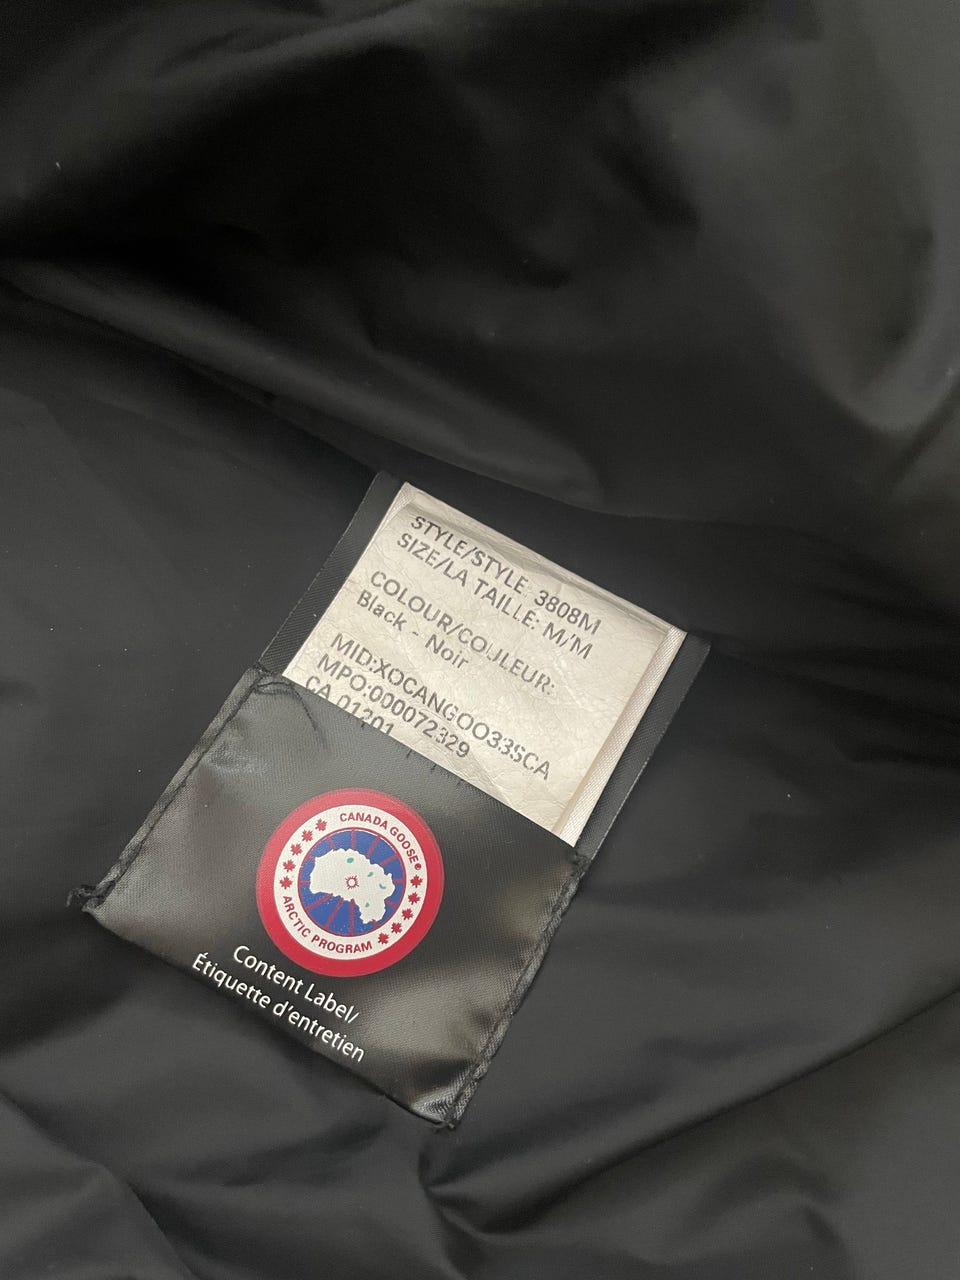 STYLE/STYLE: 3808M
SIZE/LA TAILLE: M/M
COLOUR/COULEUR:
Black - Noir
MID:XOCANGOO33SCA
MPO:000072329
CA 01201
CANADA GOOSE®
ARCTIC PROGRAM
Content Label/
Étiquette d'entretien